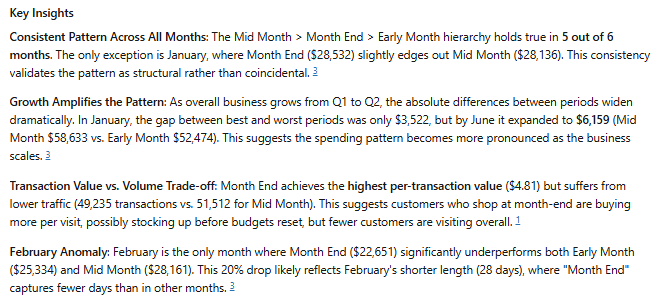 Key Insights
Consistent Pattern Across All Months: The Mid Month > Month End > Early Month hierarchy holds true in 5 out of 6
months. The only exception is January, where Month End ($28,532) slightly edges out Mid Month ($28,136). This consistency
validates the pattern as structural rather than coincidental. 3
Growth Amplifies the Pattern: As overall business grows from Q1 to Q2, the absolute differences between periods widen
dramatically. In January, the gap between best and worst periods was only $3,522, but by June it expanded to $6,159 (Mid
Month $58,633 vs. Early Month $52,474). This suggests the spending pattern becomes more pronounced as the business
scales. 3
Transaction Value vs. Volume Trade-off: Month End achieves the highest per-transaction value ($4.81) but suffers from
lower traffic (49,235 transactions vs. 51,512 for Mid Month). This suggests customers who shop at month-end are buying
more per visit, possibly stocking up before budgets reset, but fewer customers are visiting overall. 1
February Anomaly: February is the only month where Month End ($22,651) significantly underperforms both Early Month
($25,334) and Mid Month ($28,161). This 20% drop likely reflects February's shorter length (28 days), where "Month End"
captures fewer days than in other months. 3